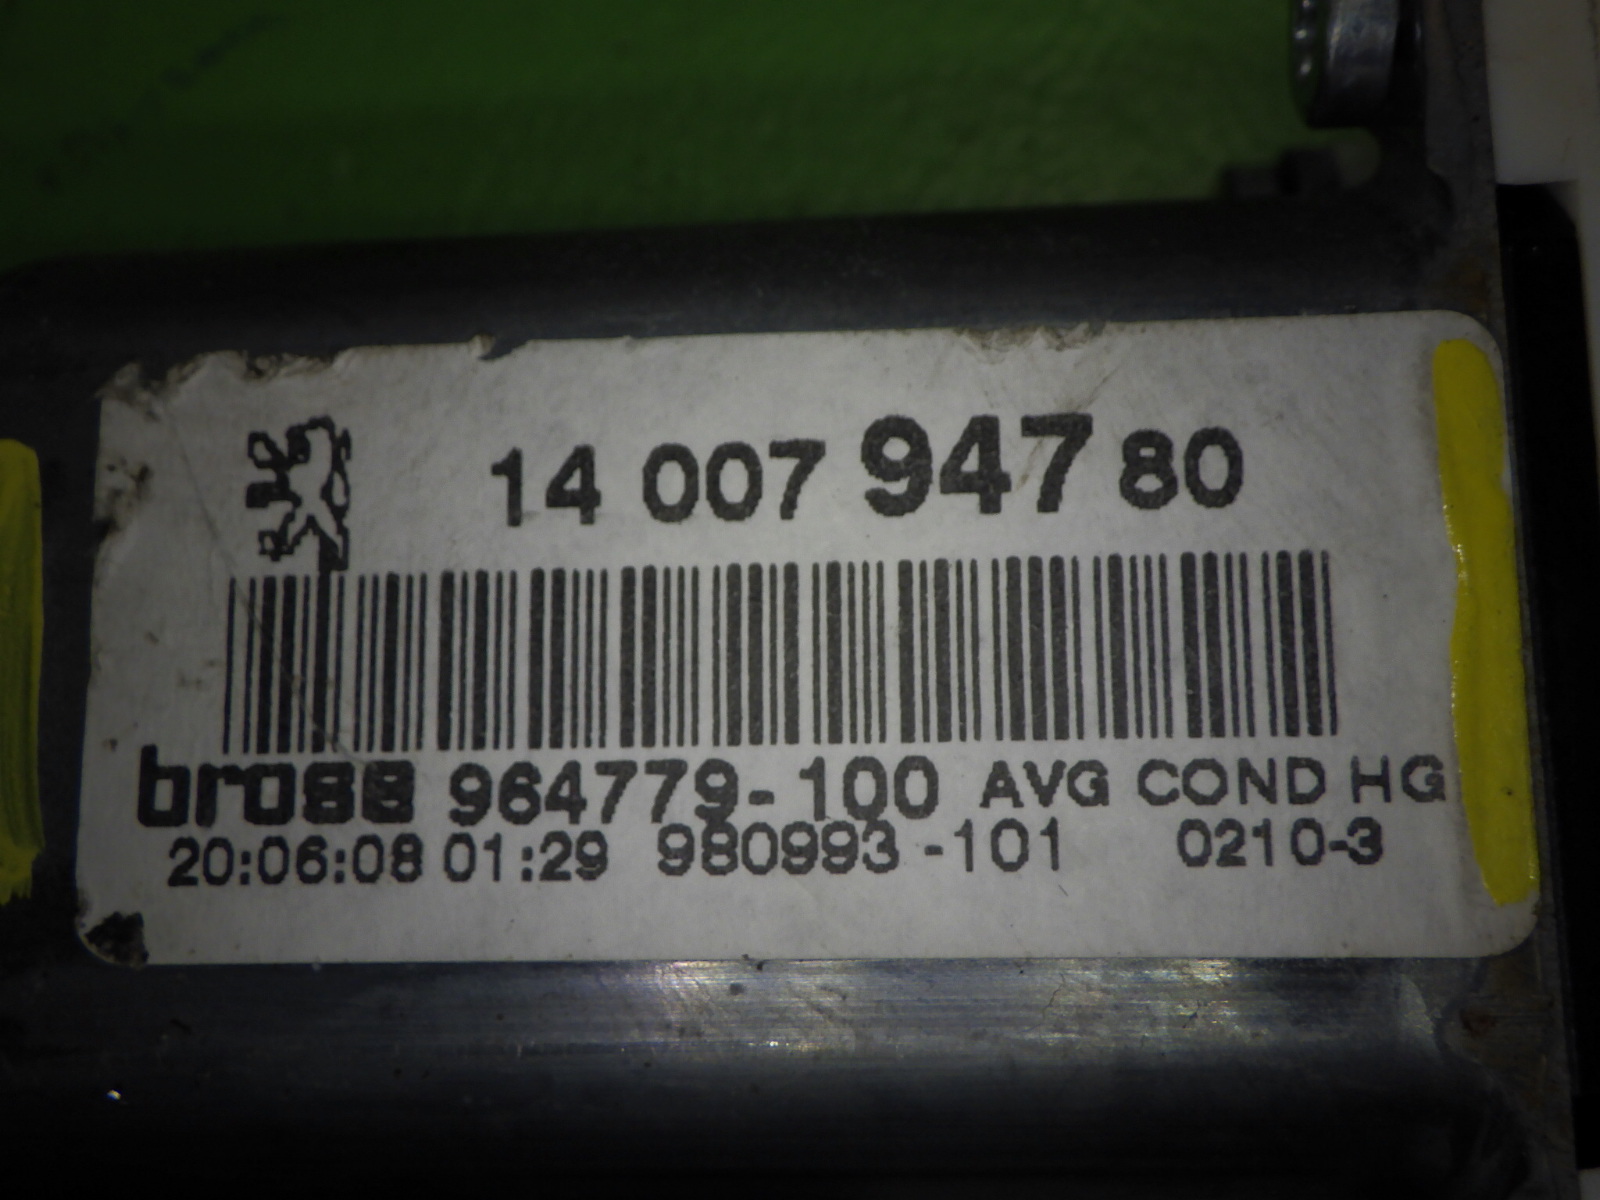 14 007 947 80
brose 964779-100 AVG COND HG
20:06:08 01:29 980993-101 0210-3